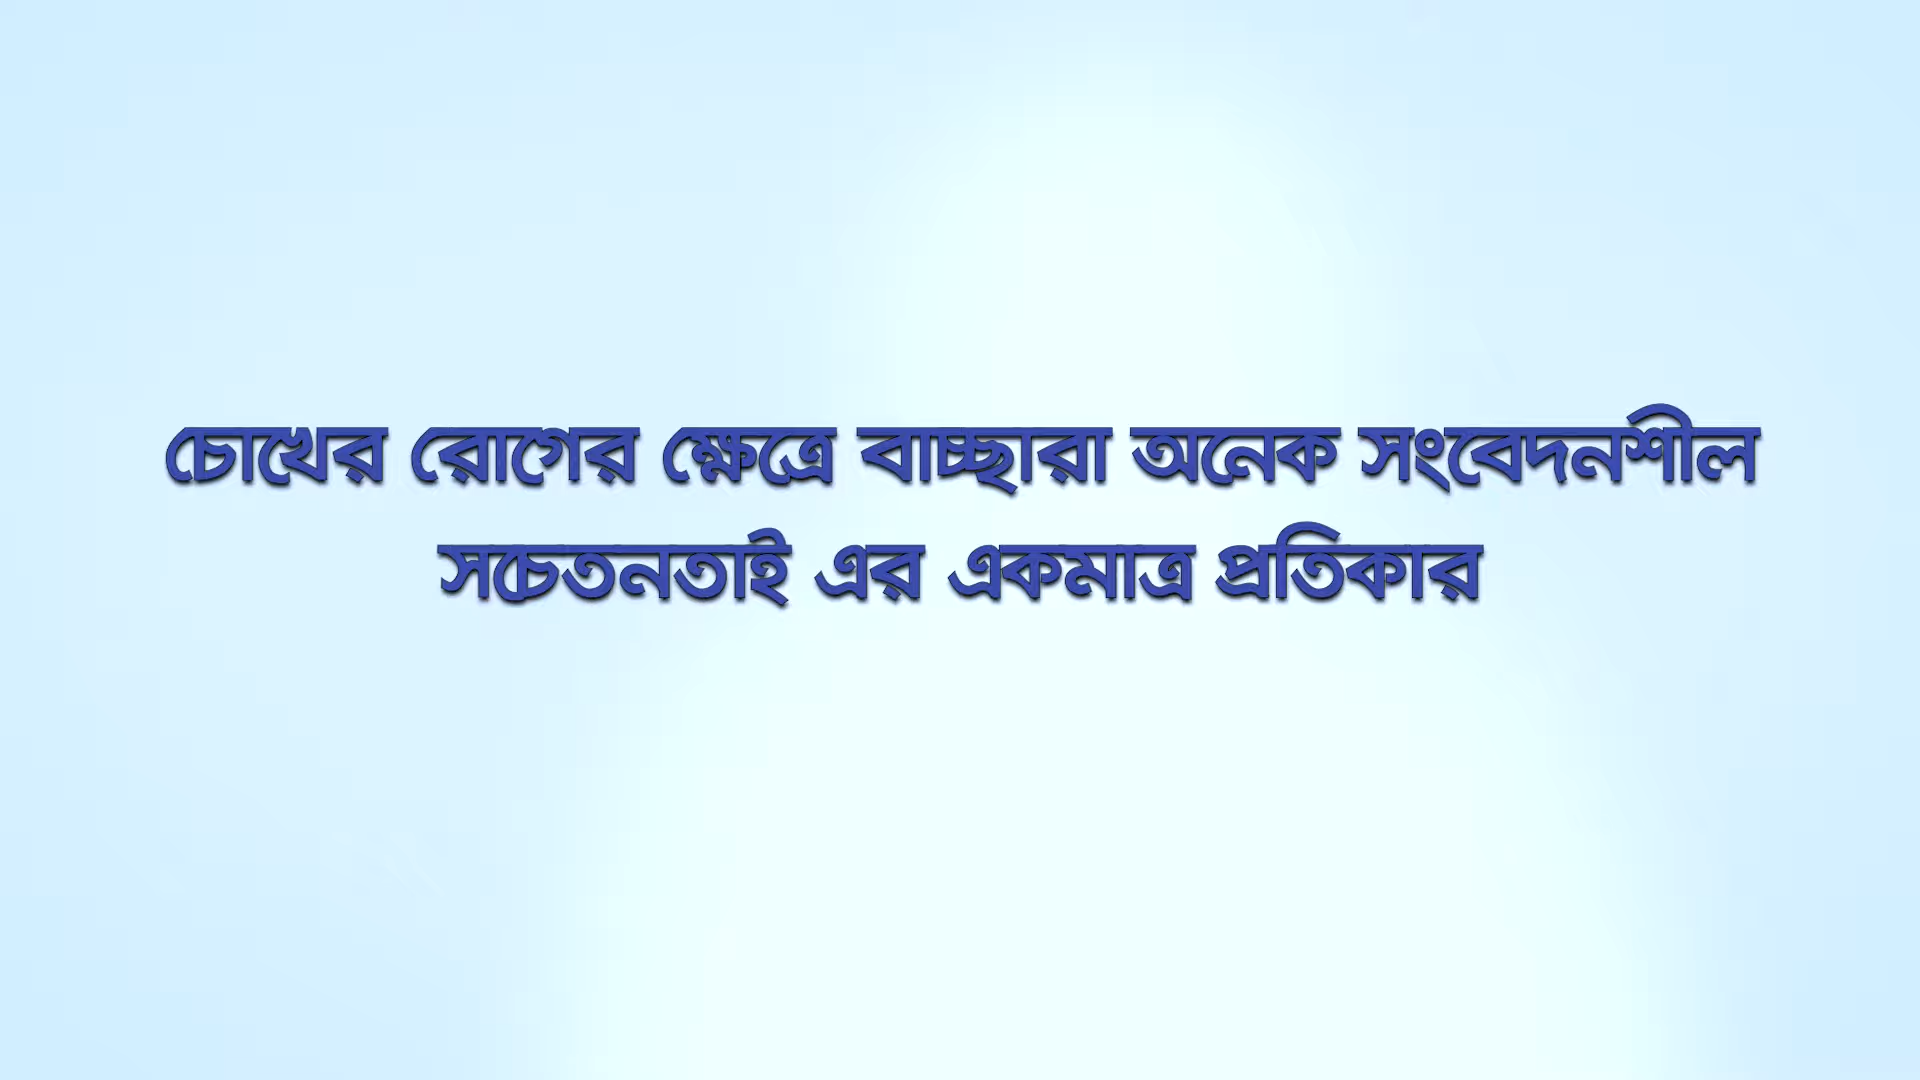 চোখের রোগের ক্ষেত্রে বাচ্ছারা অনেক সংবেদনশীল
সচেতনতাই এর একমাত্র প্রতিকার